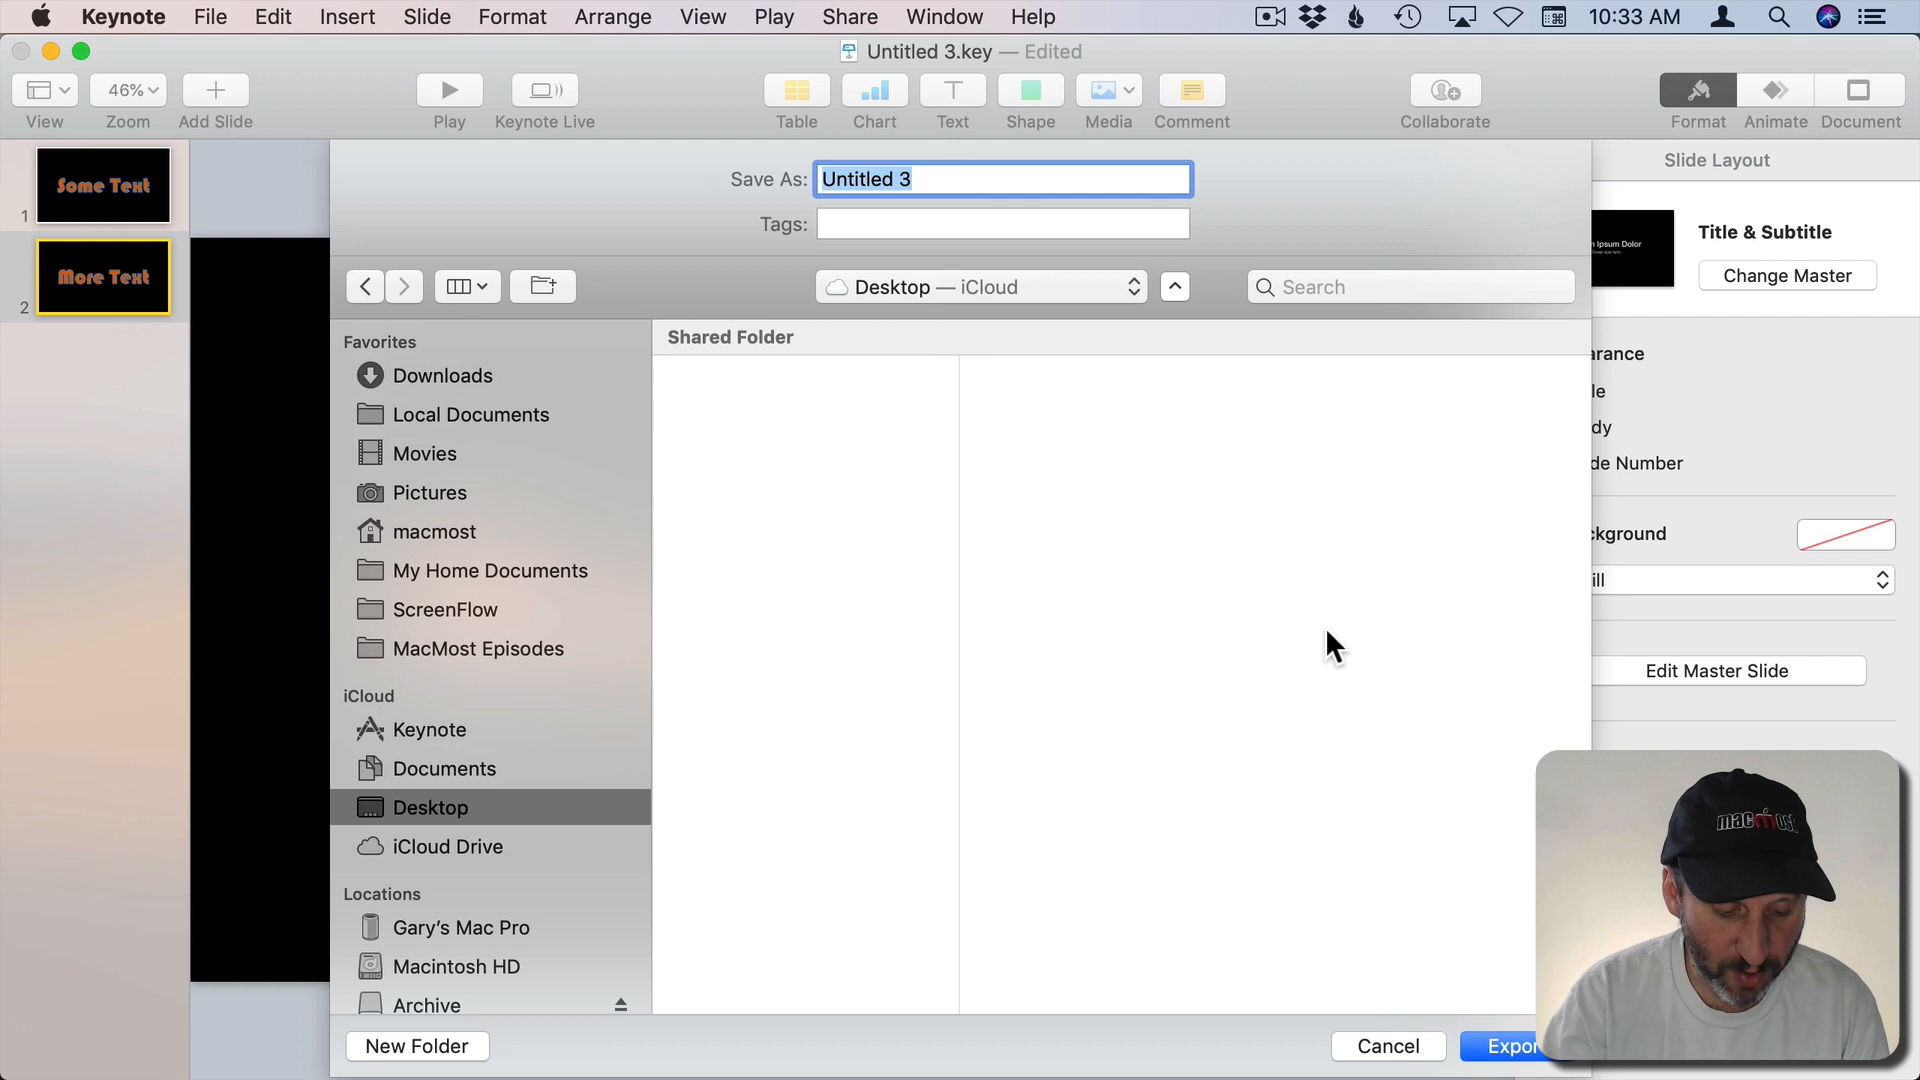 Keynote File Edit Insert Slide Format Arrange View Play Share Window Help 10:33 AM
Untitled 3.key — Edited
46%
View Zoom Add Slide Play Keynote Live Table Chart Text Shape Media Comment Collaborate Format Animate Document
Some Text
1
More Text
2
Save As: Untitled 3
Tags:
Desktop — iCloud
Search
Favorites
Downloads
Local Documents
Movies
Pictures
macmost
My Home Documents
ScreenFlow
MacMost Episodes
iCloud
Keynote
Documents
Desktop
iCloud Drive
Locations
Gary's Mac Pro
Macintosh HD
Archive
Shared Folder
New Folder
Cancel
Expor
Slide Layout
Ipsum Dolor
Title & Subtitle
Change Master
arance
le
dy
de Number
ckground
ill
Edit Master Slide
macmost